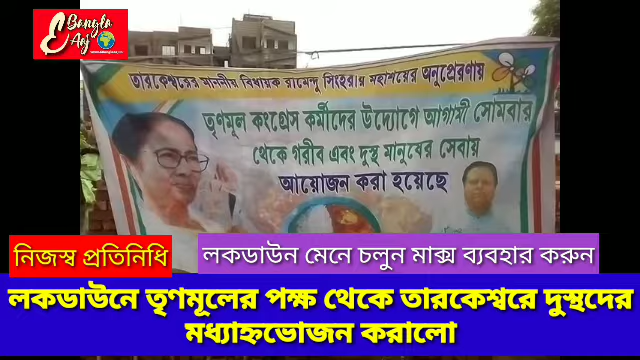 Bangla
E Aaj
তারকেশ্বরের মাননীয় বিধায়ক রামেন্দু সিংহরায় মহাশয়ের অনুপ্রেরণায়
তৃণমূল কংগ্রেস কর্মীদের উদ্যোগে আগামী সোমবার
থেকে গরীব এবং দুস্থ মানুষের সেবায়
আয়োজন করা হয়েছে
নিজস্ব প্রতিনিধি
লকডাউন মেনে চলুন মাক্স ব্যবহার করুন
লকডাউনে তৃণমূলের পক্ষ থেকে তারকেশ্বরে দুস্থদের
মধ্যাহ্নভোজন করালো